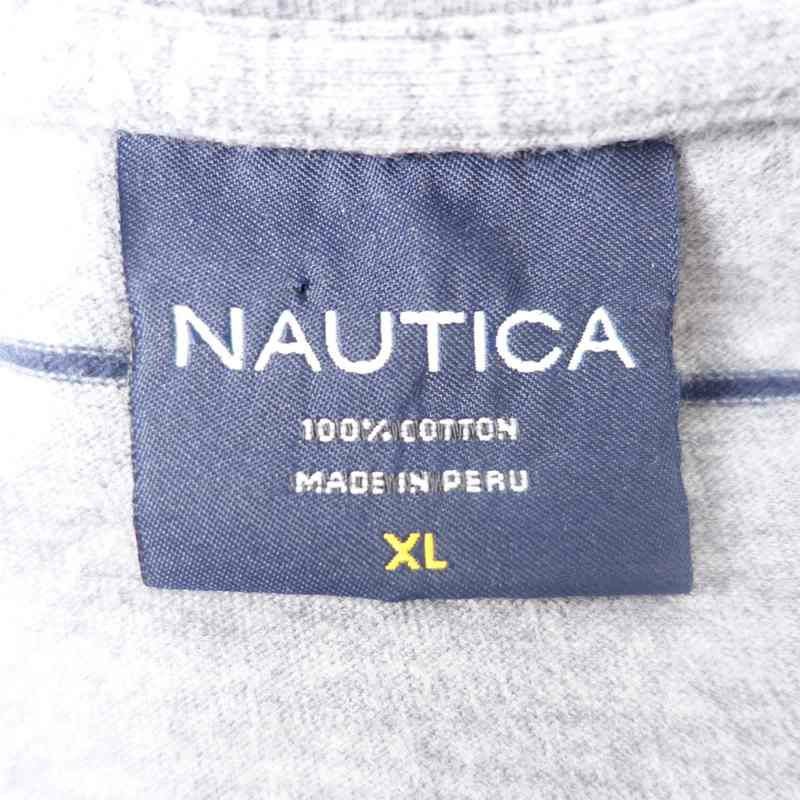 NAUTICA
100% COTTON
MADE IN PERU
XL